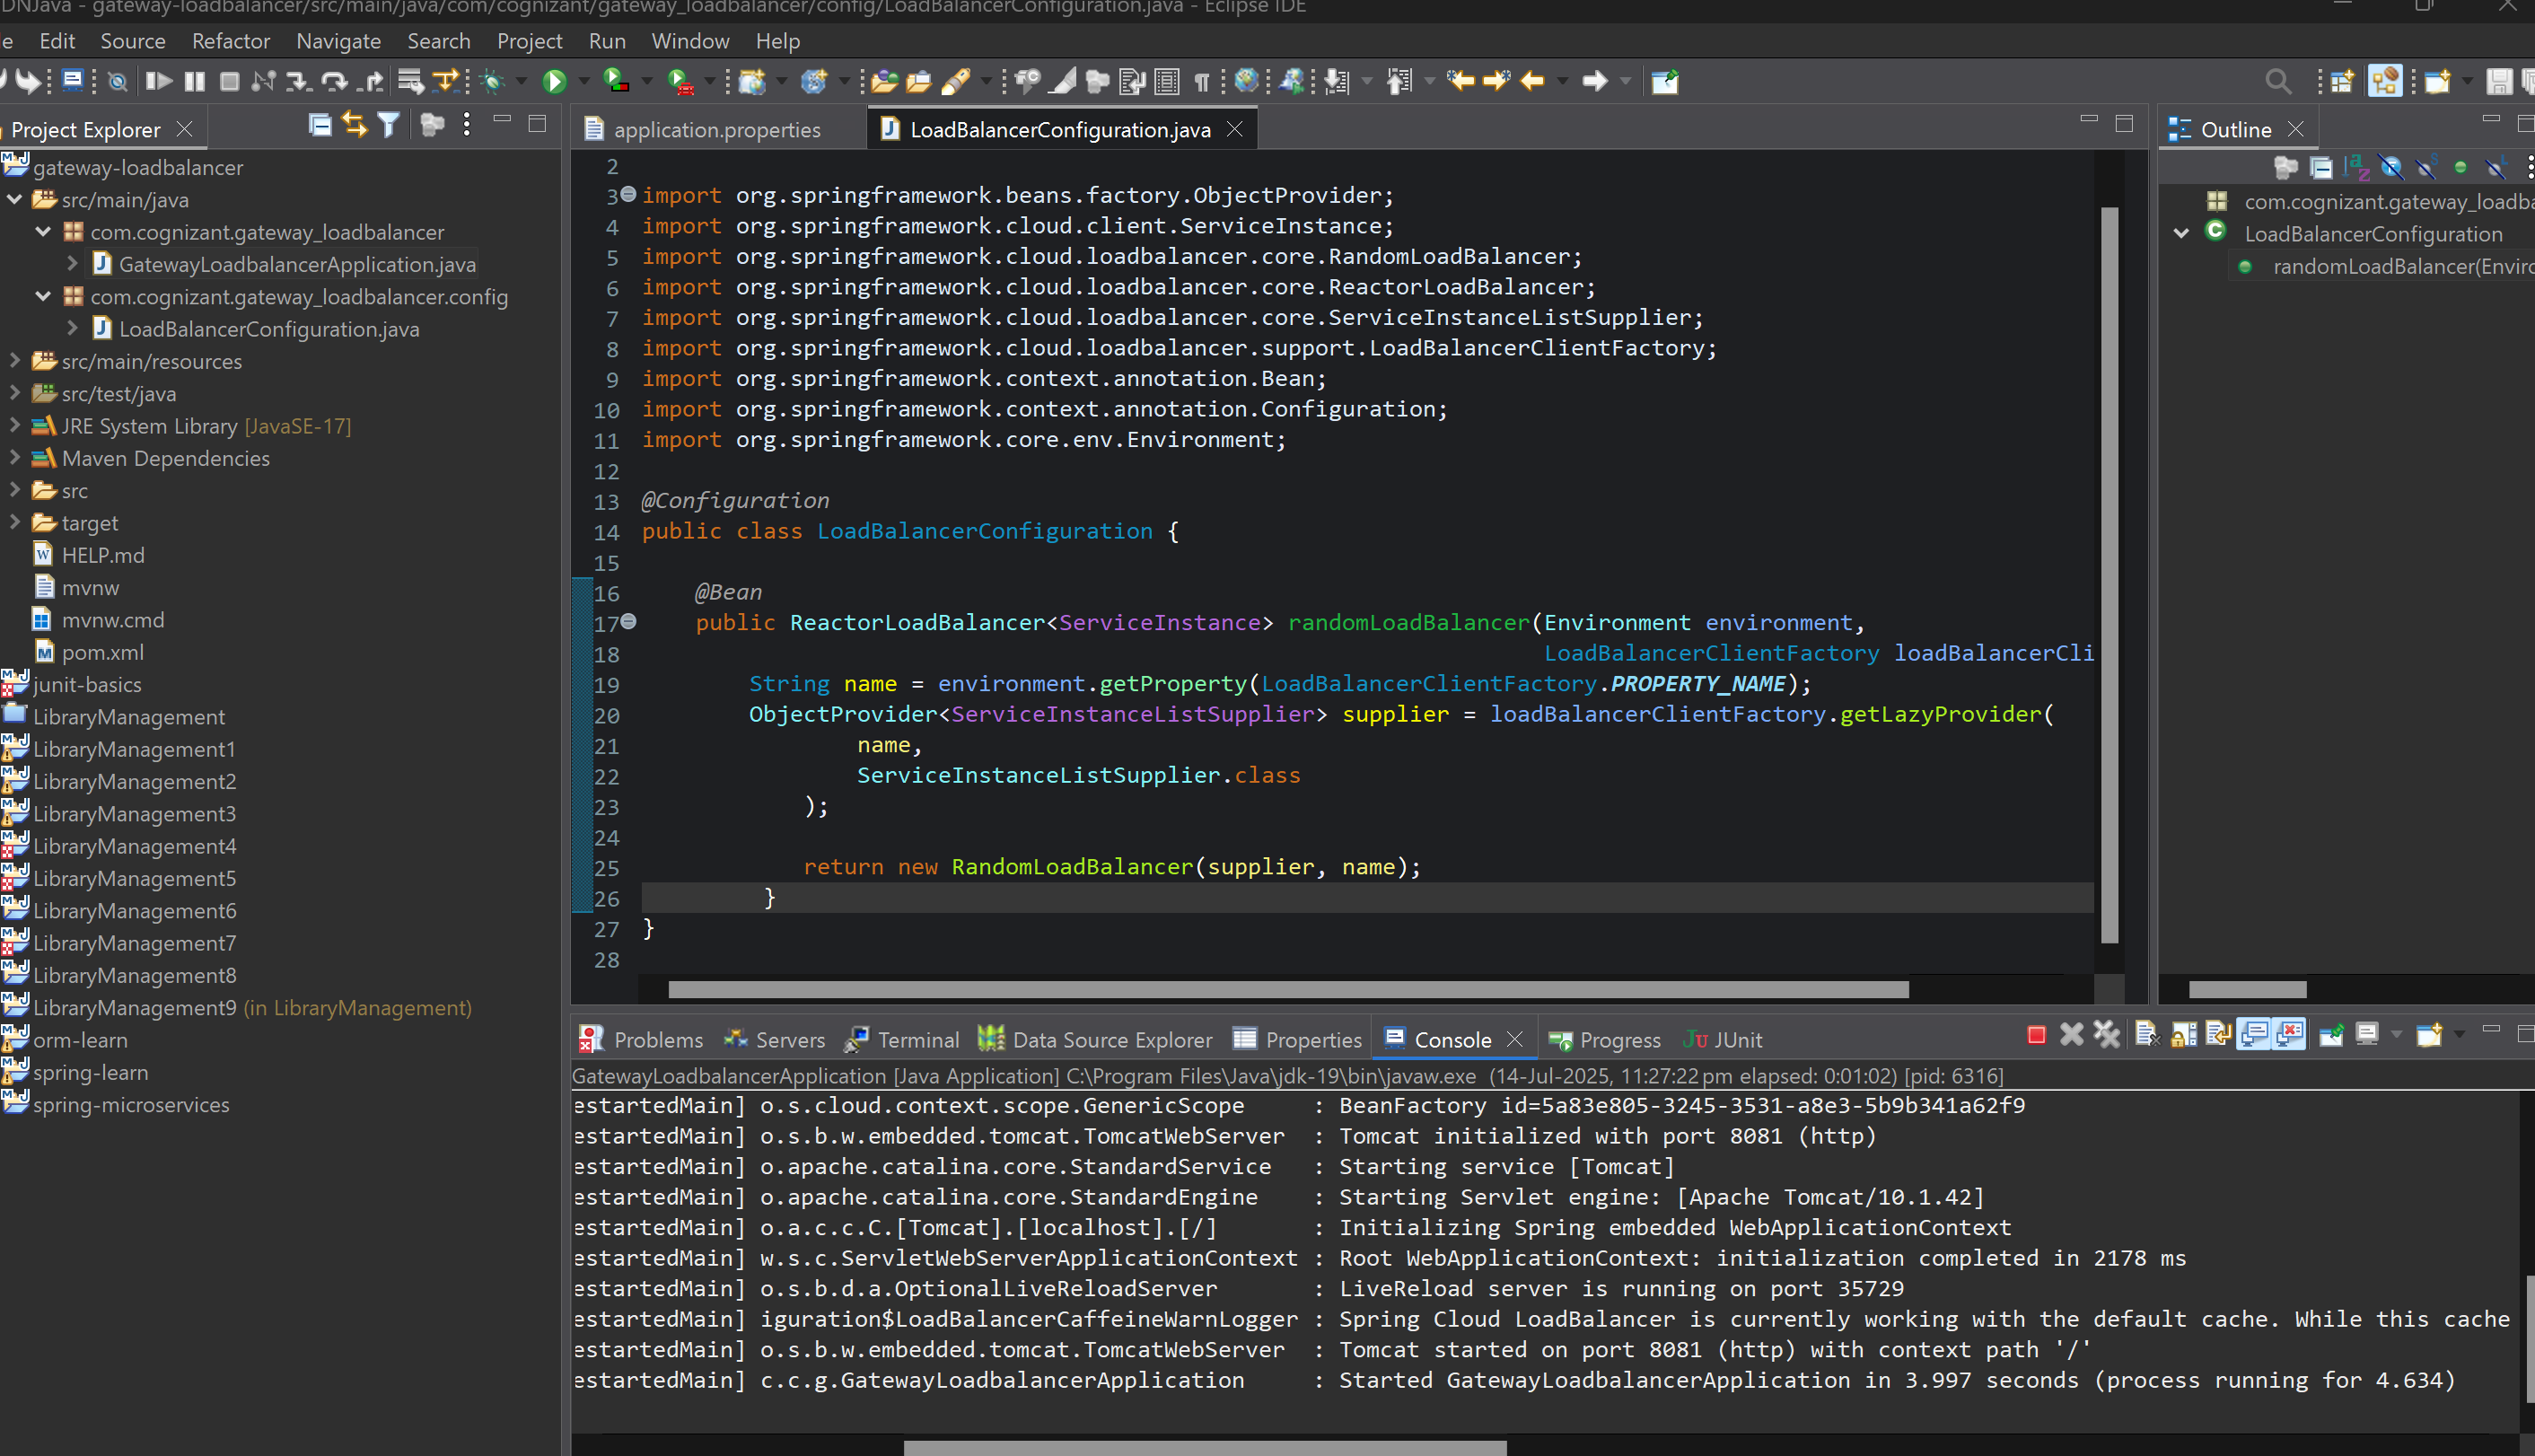 DNJava - gateway-loadbalancer/src/main/java/com/cognizant/gateway_loadbalancer/config/LoadBalancerConfiguration.java - Eclipse IDE
Edit Source Refactor Navigate Search Project Run Window Help
Project Explorer
gateway-loadbalancer
src/main/java
com.cognizant.gateway_loadbalancer
GatewayLoadbalancerApplication.java
com.cognizant.gateway_loadbalancer.config
LoadBalancerConfiguration.java
src/main/resources
src/test/java
JRE System Library [JavaSE-17]
Maven Dependencies
src
target
HELP.md
mvnw
mvnw.cmd
pom.xml
junit-basics
LibraryManagement
LibraryManagement1
LibraryManagement2
LibraryManagement3
LibraryManagement4
LibraryManagement5
LibraryManagement6
LibraryManagement7
LibraryManagement8
LibraryManagement9 (in LibraryManagement)
orm-learn
spring-learn
spring-microservices
application.properties LoadBalancerConfiguration.java
2
3 import org.springframework.beans.factory.ObjectProvider;
4 import org.springframework.cloud.client.ServiceInstance;
5 import org.springframework.cloud.loadbalancer.core.RandomLoadBalancer;
6 import org.springframework.cloud.loadbalancer.core.ReactorLoadBalancer;
7 import org.springframework.cloud.loadbalancer.core.ServiceInstanceListSupplier;
8 import org.springframework.cloud.loadbalancer.support.LoadBalancerClientFactory;
9 import org.springframework.context.annotation.Bean;
10 import org.springframework.context.annotation.Configuration;
11 import org.springframework.core.env.Environment;
12
13 @Configuration
14 public class LoadBalancerConfiguration {
15
16 @Bean
17 public ReactorLoadBalancer<ServiceInstance> randomLoadBalancer(Environment environment,
18 LoadBalancerClientFactory loadBalancerCli
19 String name = environment.getProperty(LoadBalancerClientFactory.PROPERTY_NAME);
20 ObjectProvider<ServiceInstanceListSupplier> supplier = loadBalancerClientFactory.getLazyProvider(
21 name,
22 ServiceInstanceListSupplier.class
23 );
24
25 return new RandomLoadBalancer(supplier, name);
26 }
27 }
28
Outline
com.cognizant.gateway_loadba
LoadBalancerConfiguration
randomLoadBalancer(Enviro
Problems Servers Terminal Data Source Explorer Properties Console Progress JUnit
GatewayLoadbalancerApplication [Java Application] C:\Program Files\Java\jdk-19\bin\javaw.exe (14-Jul-2025, 11:27:22 pm elapsed: 0:01:02) [pid: 6316]
estartedMain] o.s.cloud.context.scope.GenericScope : BeanFactory id=5a83e805-3245-3531-a8e3-5b9b341a62f9
estartedMain] o.s.b.w.embedded.tomcat.TomcatWebServer : Tomcat initialized with port 8081 (http)
estartedMain] o.apache.catalina.core.StandardService : Starting service [Tomcat]
estartedMain] o.apache.catalina.core.StandardEngine : Starting Servlet engine: [Apache Tomcat/10.1.42]
estartedMain] o.a.c.c.C.[Tomcat].[localhost].[/] : Initializing Spring embedded WebApplicationContext
estartedMain] w.s.c.ServletWebServerApplicationContext : Root WebApplicationContext: initialization completed in 2178 ms
estartedMain] o.s.b.d.a.OptionalLiveReloadServer : LiveReload server is running on port 35729
estartedMain] iguration$LoadBalancerCaffeineWarnLogger : Spring Cloud LoadBalancer is currently working with the default cache. While this cache
estartedMain] o.s.b.w.embedded.tomcat.TomcatWebServer : Tomcat started on port 8081 (http) with context path '/'
estartedMain] c.c.g.GatewayLoadbalancerApplication : Started GatewayLoadbalancerApplication in 3.997 seconds (process running for 4.634)